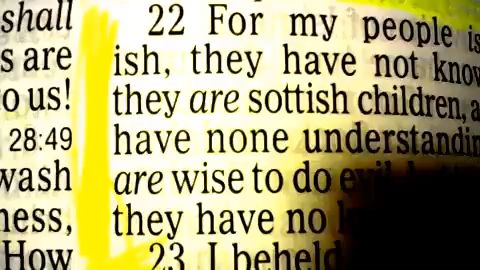 shall
s are
o us!
28:49
wash
ness,
How
22 For my people is
ish, they have not know
they are sottish children, a
have none understandin
are wise to do evil
they have no k
23 I beheld